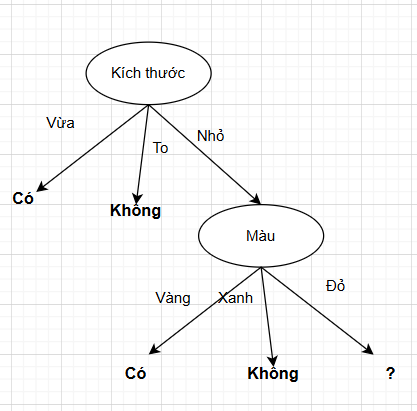 Kích thước
Vừa
To
Nhỏ
Có
Không
Màu
Vàng
Xanh
Đỏ
Có
Không
?